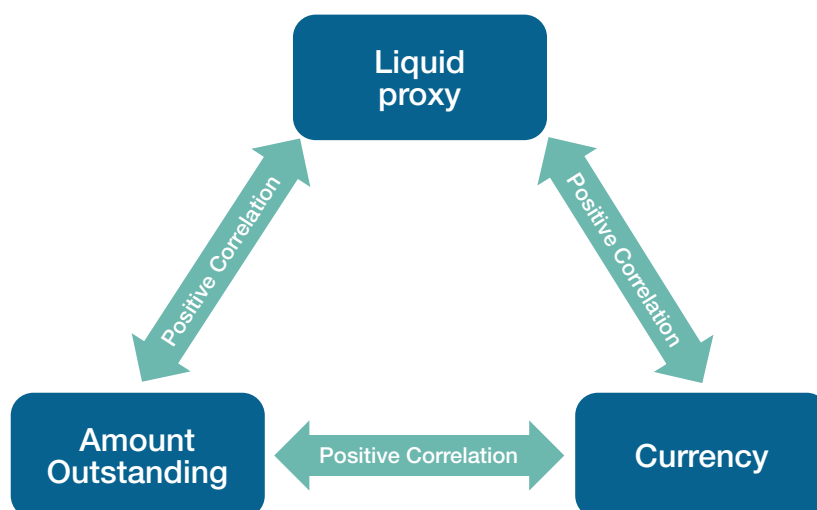 Liquid
proxy
Positive Correlation
Positive Correlation
Amount
Outstanding
Positive Correlation
Currency